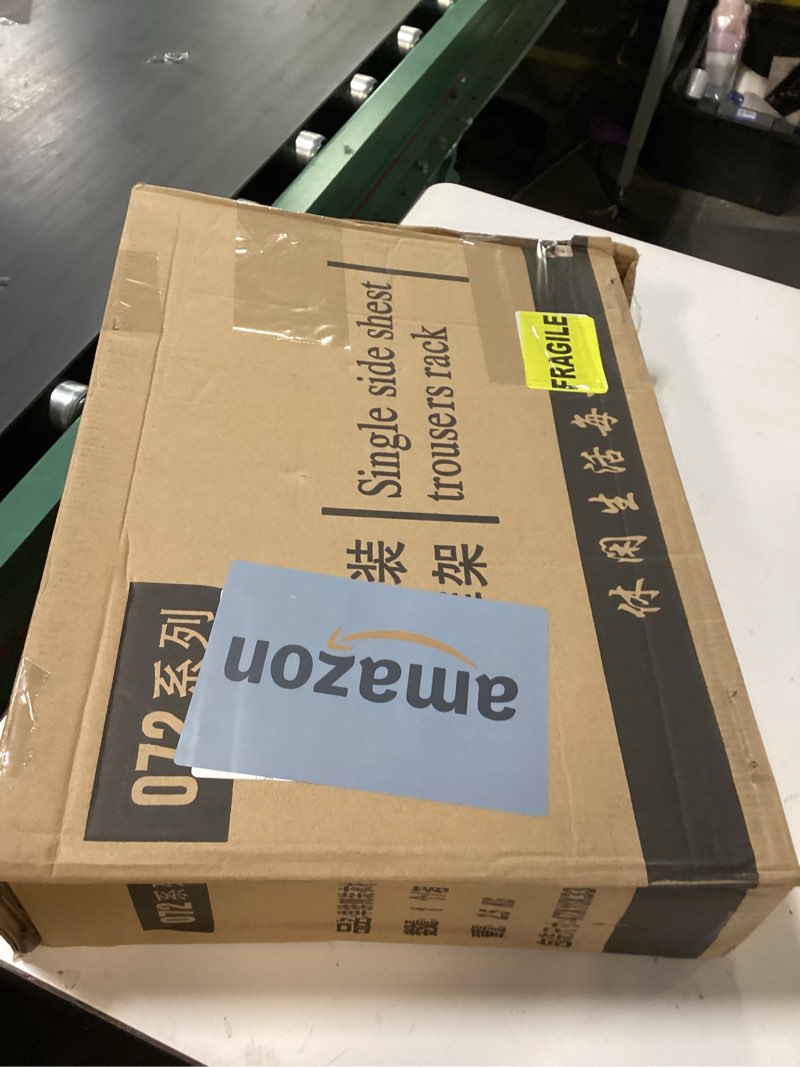 072系列
装
架
Single side shest
trousers rack
FRAGILE
休闲生活每
amazon
072系